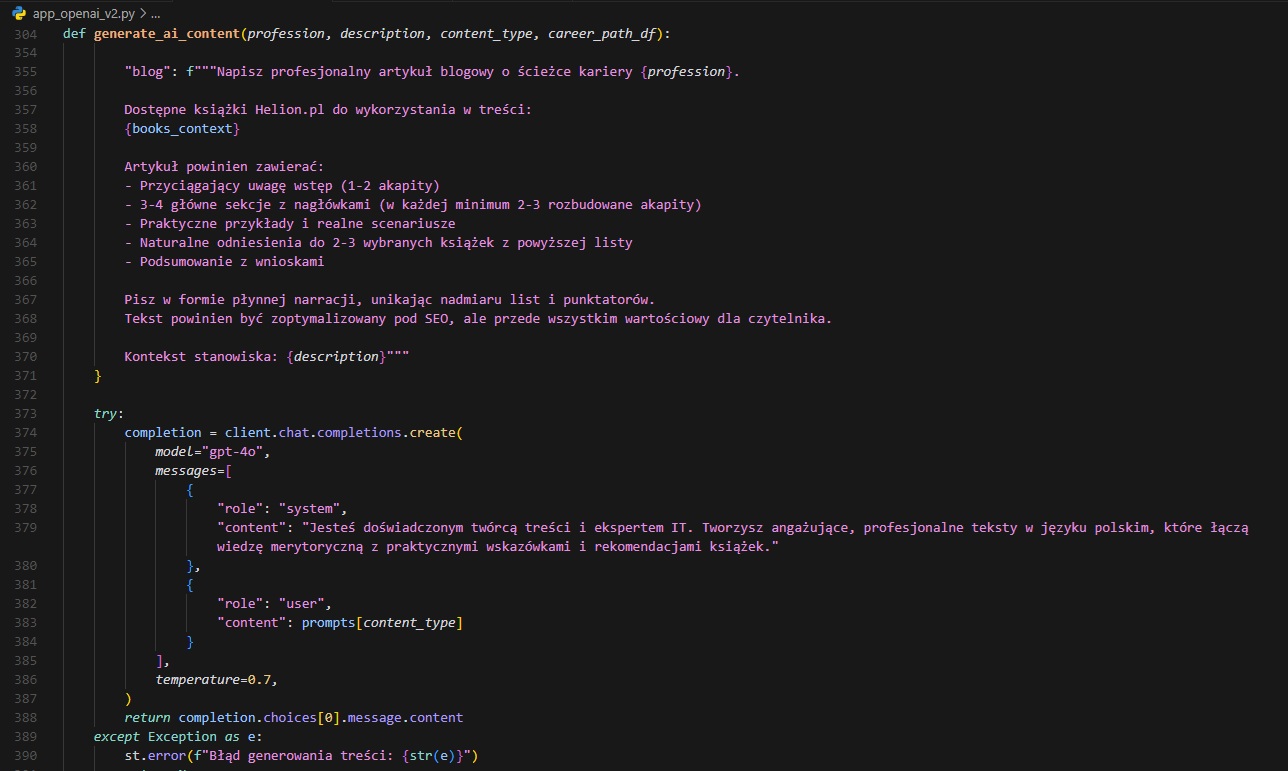 app_openai_v2.py > ...
304 def generate_ai_content(profession, description, content_type, career_path_df):
354
355 "blog": f"""Napisz profesjonalny artykuł blogowy o ścieżce kariery {profession}.
356
357 Dostępne książki Helion.pl do wykorzystania w treści:
358 {books_context}
359
360 Artykuł powinien zawierać:
361 - Przyciągający uwagę wstęp (1-2 akapity)
362 - 3-4 główne sekcje z nagłówkami (w każdej minimum 2-3 rozbudowane akapity)
363 - Praktyczne przykłady i realne scenariusze
364 - Naturalne odniesienia do 2-3 wybranych książek z powyższej listy
365 - Podsumowanie z wnioskami
366
367 Pisz w formie płynnej narracji, unikając nadmiaru list i punktatorów.
368 Tekst powinien być zoptymalizowany pod SEO, ale przede wszystkim wartościowy dla czytelnika.
369
370 Kontekst stanowiska: {description}"""
371 }
372
373 try:
374 completion = client.chat.completions.create(
375 model="gpt-4o",
376 messages=[
377 {
378 "role": "system",
379 "content": "Jesteś doświadczonym twórcą treści i ekspertem IT. Tworzysz angażujące, profesjonalne teksty w języku polskim, które łączą
wiedzę merytoryczną z praktycznymi wskazówkami i rekomendacjami książek."
380 },
381 {
382 "role": "user",
383 "content": prompts[content_type]
384 }
385 ],
386 temperature=0.7,
387 )
388 return completion.choices[0].message.content
389 except Exception as e:
390 st.error(f"Błąd generowania treści: {str(e)}")